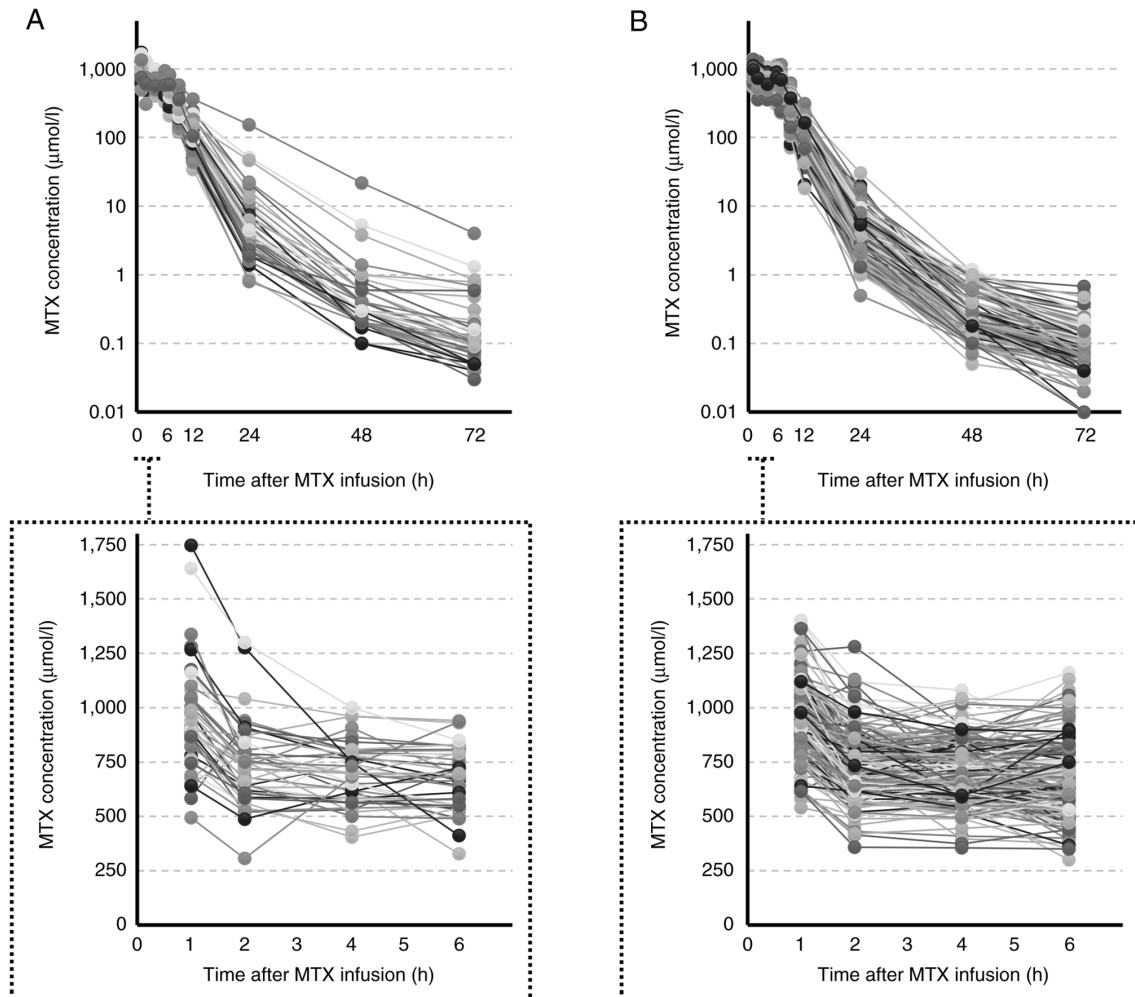 A
MTX concentration (μmol/l)
1,000
100
10
1
0.1
0.01
0 6 12 24 48 72
Time after MTX infusion (h)
B
MTX concentration (μmol/l)
1,000
100
10
1
0.1
0.01
0 6 12 24 48 72
Time after MTX infusion (h)
MTX concentration (μmol/l)
1,750
1,500
1,250
1,000
750
500
250
0
0 1 2 3 4 5 6
Time after MTX infusion (h)
MTX concentration (μmol/l)
1,750
1,500
1,250
1,000
750
500
250
0
0 1 2 3 4 5 6
Time after MTX infusion (h)